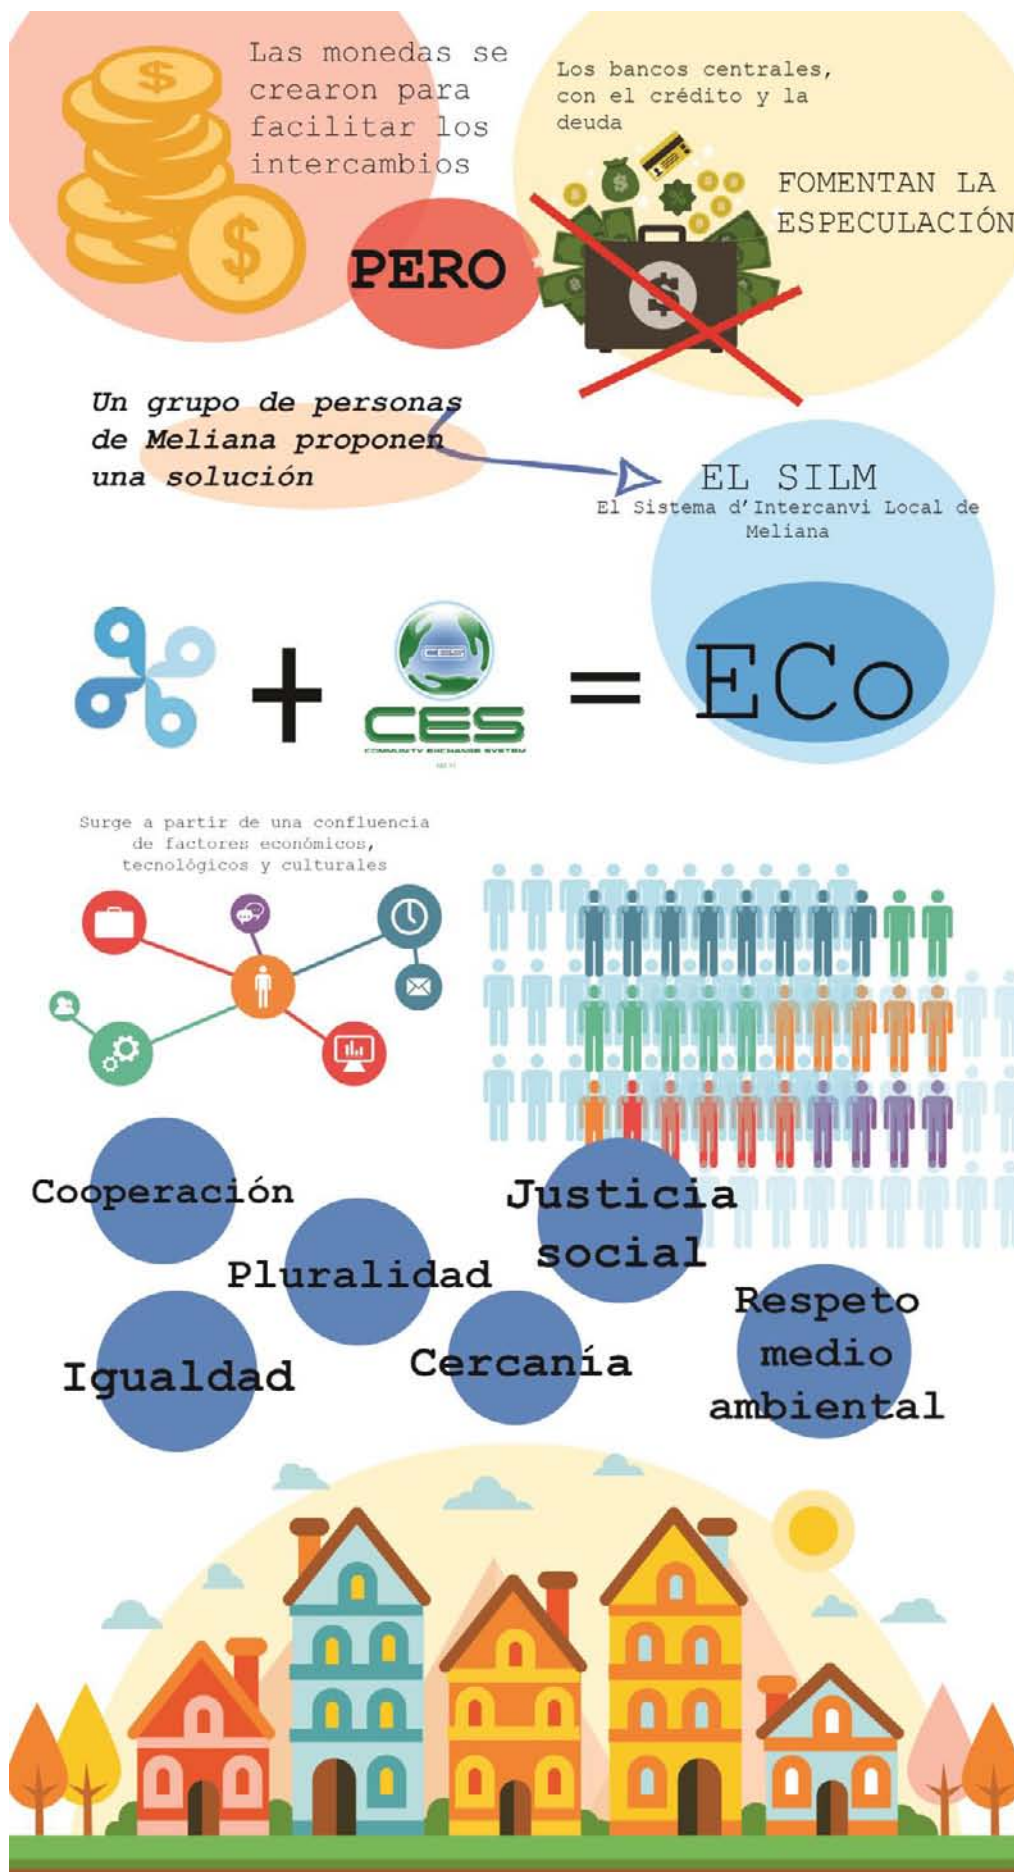 Las monedas se
crearon para
facilitar los
intercambios
Los bancos centrales,
con el crédito y la
deuda
FOMENTAN LA
ESPECULACIÓN
PERO
Un grupo de personas
de Meliana proponen
una solución
EL SILM
El Sistema d'Intercanvi Local de
Meliana
+
CES
COMMUNITY EXCHANGE SYSTEM
=
ECo
Surge a partir de una confluencia
de factores económicos,
tecnológicos y culturales
Cooperación
Justicia
social
Pluralidad
Respeto
medio
ambiental
Igualdad
Cercanía